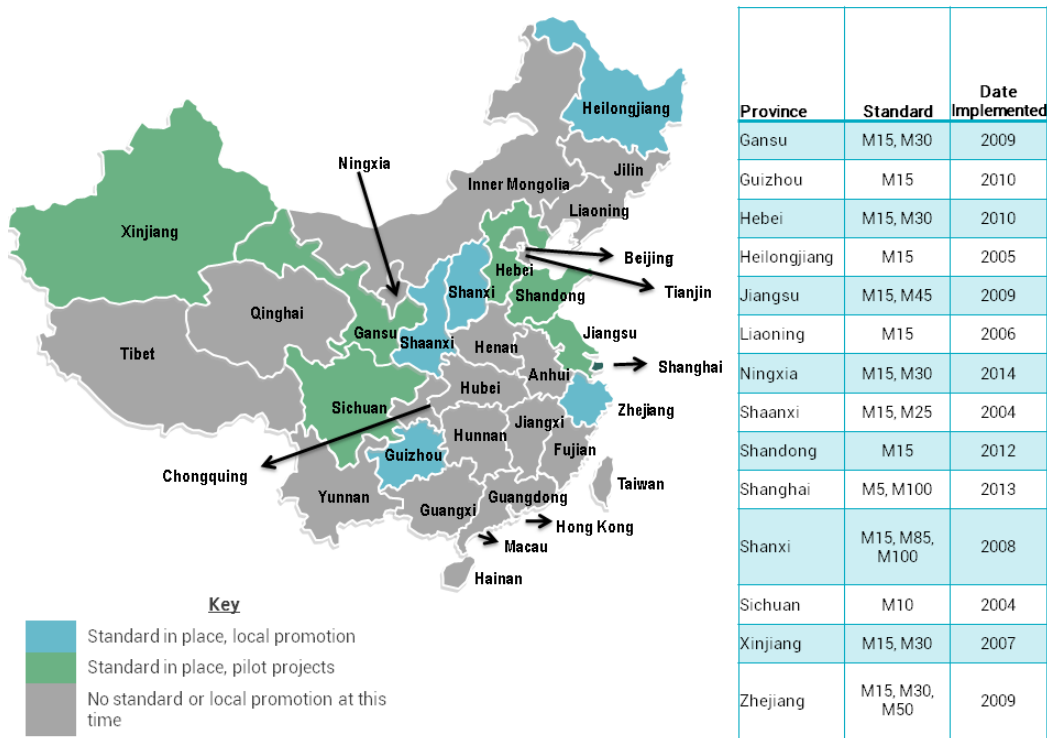 Heilongjiang
Ningxia
Jilin
Inner Mongolia
Liaoning
Xinjiang
Beijing
Hebei
Tianjin
Shanxi
Shandong
Qinghai
Gansu
Jiangsu
Shaanxi
Henan
Tibet
Shanghai
Anhui
Hubei
Sichuan
Zhejiang
Jiangxi
Hunnan
Guizhou
Fujian
Chongquing
Taiwan
Yunnan
Guangdong
Guangxi
Hong Kong
Macau
Hainan
Key
Standard in place, local promotion
Standard in place, pilot projects
No standard or local promotion at this
time
Date
Province Standard Implemented
Gansu M15, M30 2009
Guizhou M15 2010
Hebei M15, M30 2010
Heilongjiang M15 2005
Jiangsu M15, M45 2009
Liaoning M15 2006
Ningxia M15, M30 2014
Shaanxi M15, M25 2004
Shandong M15 2012
Shanghai M5, M100 2013
Shanxi M15, M85, 2008
M100
Sichuan M10 2004
Xinjiang M15, M30 2007
Zhejiang M15, M30, 2009
M50